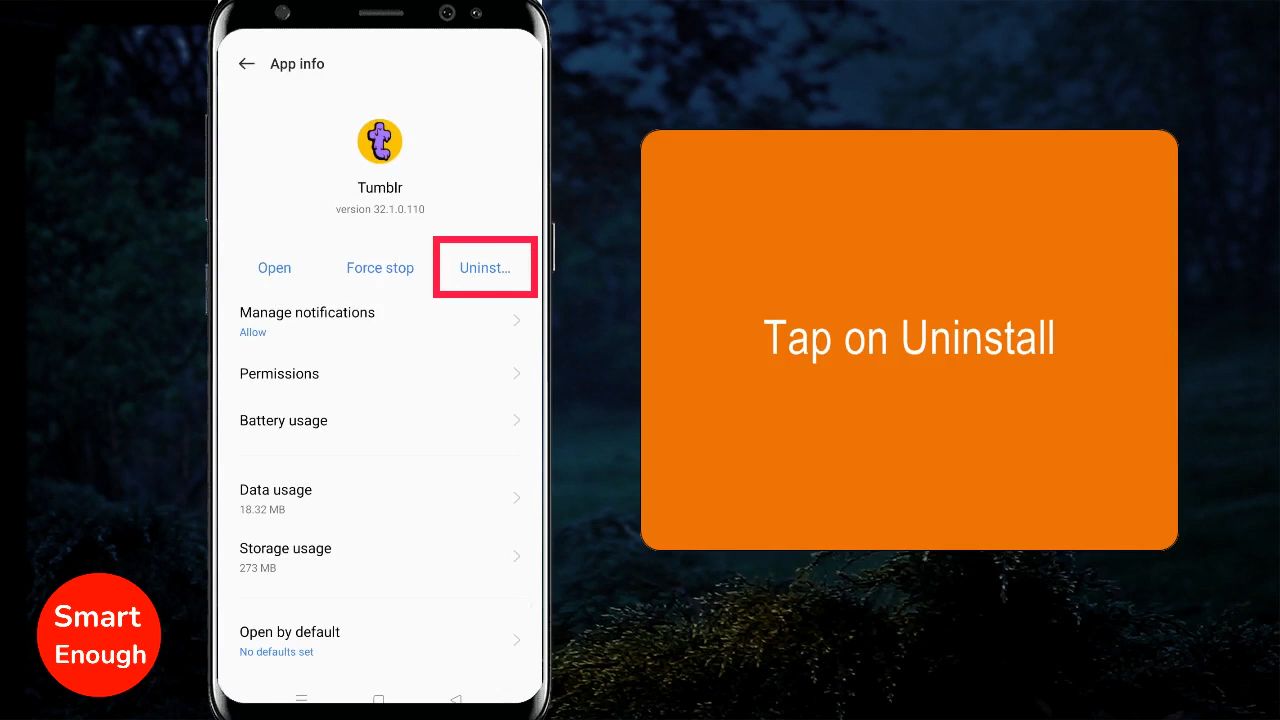 App info
Tumblr
version 32.1.0.110
Open
Force stop
Uninst...
Manage notifications
Allow
Permissions
Battery usage
Data usage
18.32 MB
Storage usage
273 MB
Open by default
No defaults set
Tap on Uninstall
Smart
Enough